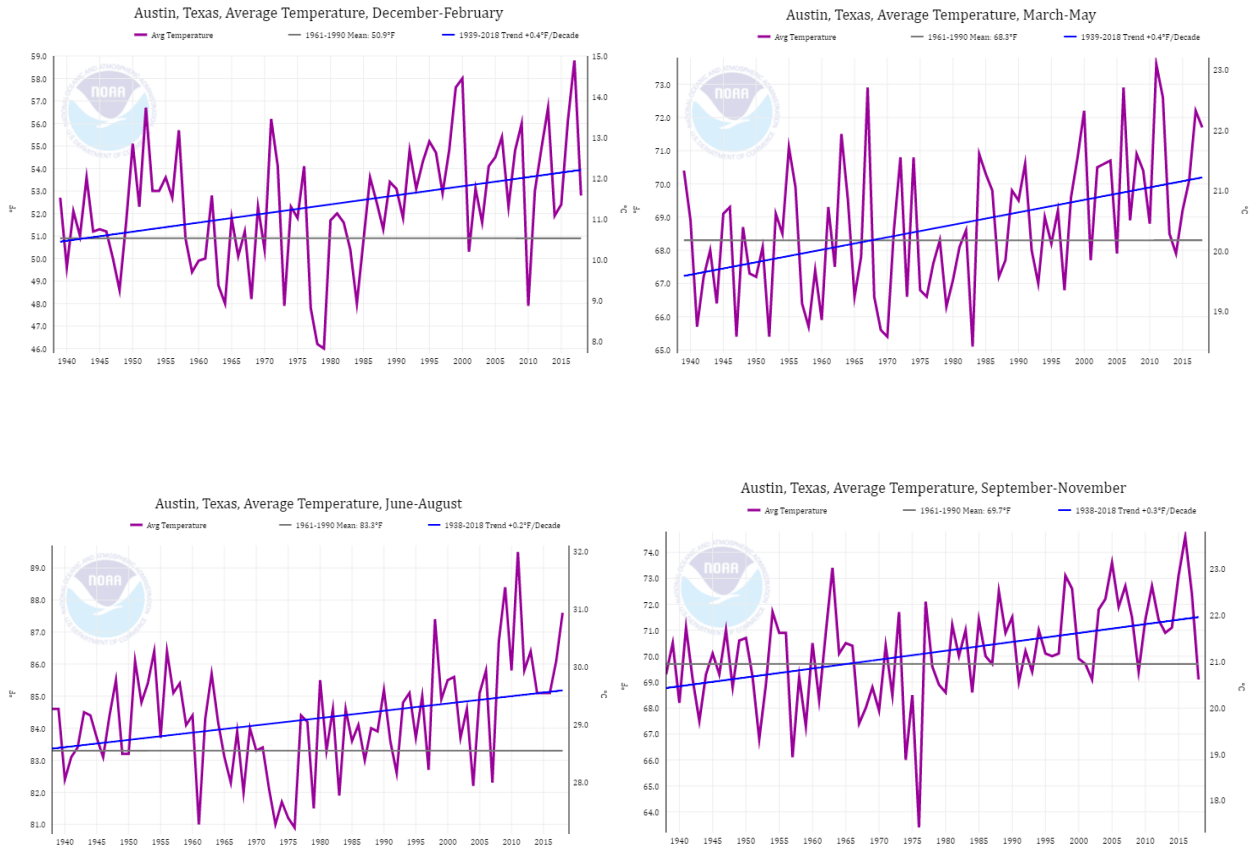 Austin, Texas, Average Temperature, December-February
Avg Temperature 1961-1990 Mean: 50.9°F 1939-2018 Trend +0.4°F/Decade
59.0
58.0
57.0
56.0
55.0
54.0
53.0
52.0
51.0
50.0
49.0
48.0
47.0
46.0
°F
NOAA
15.0
14.0
13.0
12.0
11.0
10.0
9.0
8.0
°C
1940 1945 1950 1955 1960 1965 1970 1975 1980 1985 1990 1995 2000 2005 2010 2015
Austin, Texas, Average Temperature, March-May
Avg Temperature 1961-1990 Mean: 68.3°F 1939-2018 Trend +0.4°F/Decade
73.0
72.0
71.0
70.0
69.0
68.0
67.0
66.0
65.0
°F
NOAA
23.0
22.0
21.0
20.0
19.0
°C
1940 1945 1950 1955 1960 1965 1970 1975 1980 1985 1990 1995 2000 2005 2010 2015
Austin, Texas, Average Temperature, June-August
Avg Temperature 1961-1990 Mean: 83.3°F 1938-2018 Trend +0.2°F/Decade
89.0
88.0
87.0
86.0
85.0
84.0
83.0
82.0
81.0
°F
NOAA
32.0
31.0
30.0
29.0
28.0
°C
1940 1945 1950 1955 1960 1965 1970 1975 1980 1985 1990 1995 2000 2005 2010 2015
Austin, Texas, Average Temperature, September-November
Avg Temperature 1961-1990 Mean: 69.7°F 1938-2018 Trend +0.3°F/Decade
74.0
73.0
72.0
71.0
70.0
69.0
68.0
67.0
66.0
65.0
64.0
°F
NOAA
23.0
22.0
21.0
20.0
19.0
18.0
°C
1940 1945 1950 1955 1960 1965 1970 1975 1980 1985 1990 1995 2000 2005 2010 2015